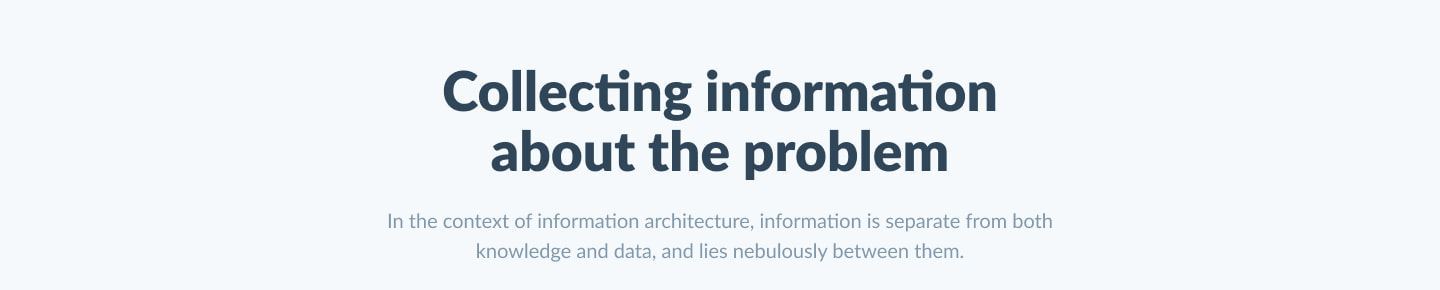 Collecting information
about the problem
In the context of information architecture, information is separate from both
knowledge and data, and lies nebulously between them.